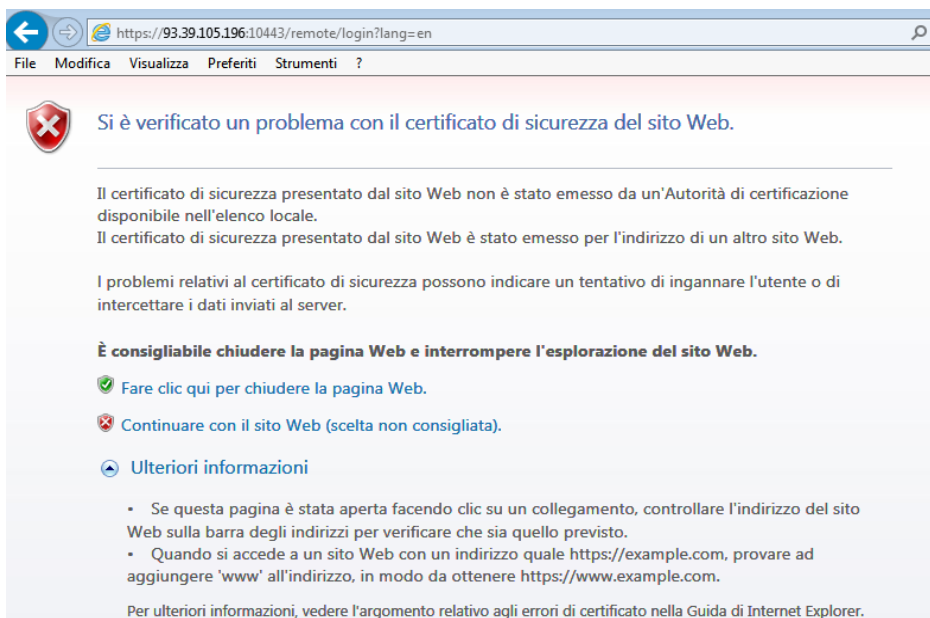 https://93.39.105.196:10443/remote/login?lang=en
File Modifica Visualizza Preferiti Strumenti ?
Si è verificato un problema con il certificato di sicurezza del sito Web.
Il certificato di sicurezza presentato dal sito Web non è stato emesso da un'Autorità di certificazione
disponibile nell'elenco locale.
Il certificato di sicurezza presentato dal sito Web è stato emesso per l'indirizzo di un altro sito Web.
I problemi relativi al certificato di sicurezza possono indicare un tentativo di ingannare l'utente o di
intercettare i dati inviati al server.
È consigliabile chiudere la pagina Web e interrompere l'esplorazione del sito Web.
Fare clic qui per chiudere la pagina Web.
Continuare con il sito Web (scelta non consigliata).
Ulteriori informazioni
▪ Se questa pagina è stata aperta facendo clic su un collegamento, controllare l'indirizzo del sito
Web sulla barra degli indirizzi per verificare che sia quello previsto.
▪ Quando si accede a un sito Web con un indirizzo quale https://example.com, provare ad
aggiungere 'www' all'indirizzo, in modo da ottenere https://www.example.com.
Per ulteriori informazioni, vedere l'argomento relativo agli errori di certificato nella Guida di Internet Explorer.